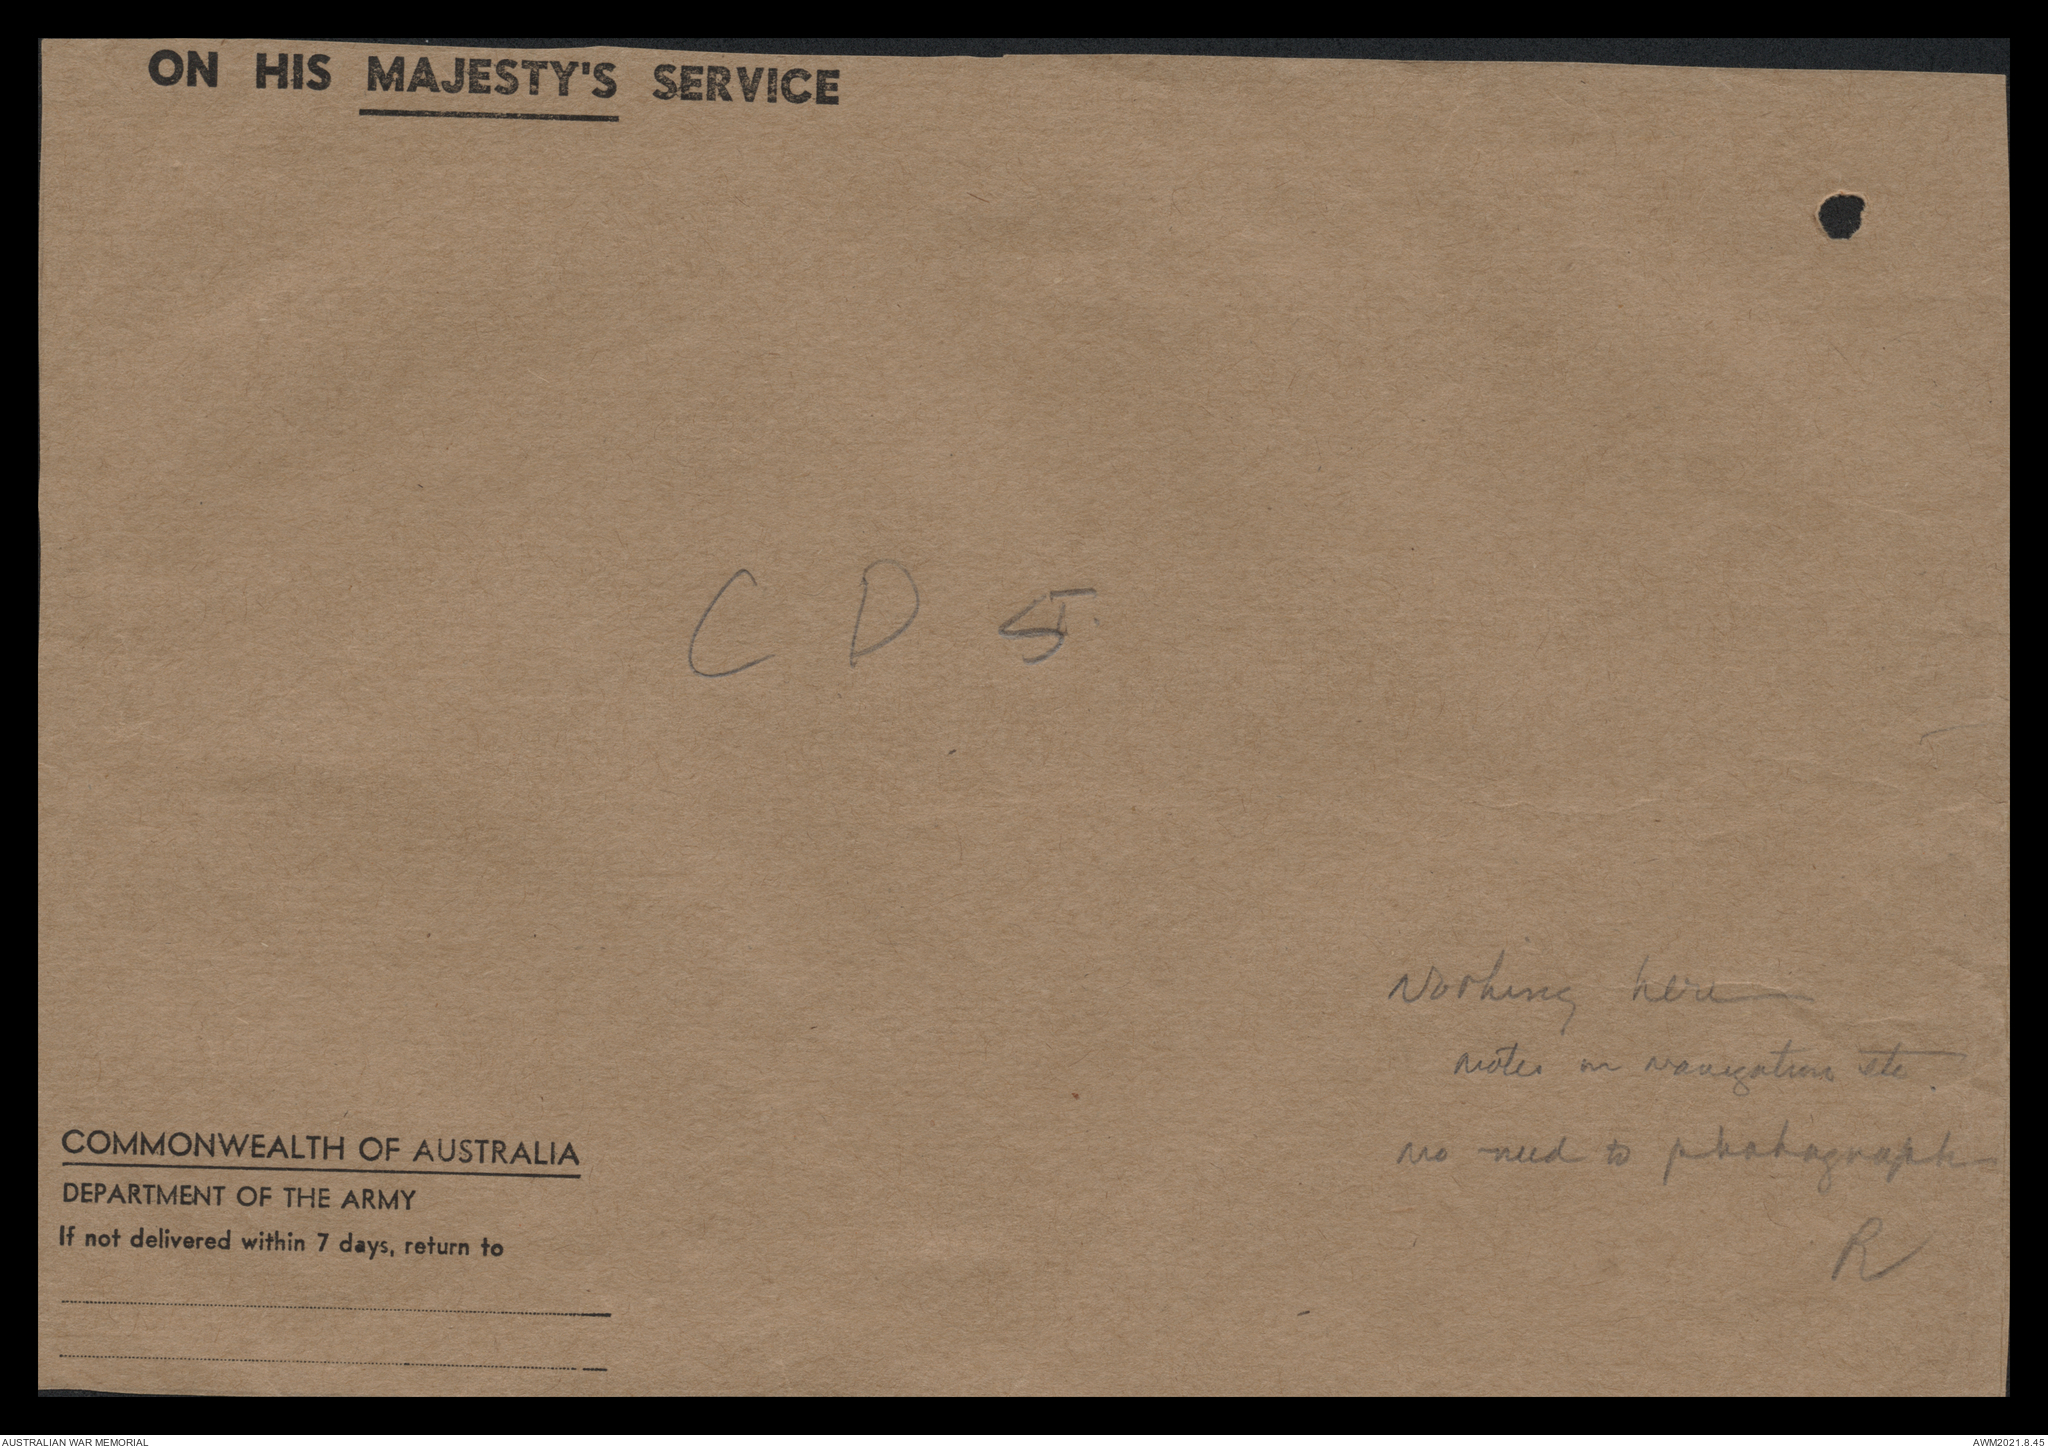 ON HIS MAJESTY'S SERVICE
C D 5.
Nothing here —
notes on navigation etc.
no need to photograph —
R
COMMONWEALTH OF AUSTRALIA
DEPARTMENT OF THE ARMY
If not delivered within 7 days, return to
AUSTRALIAN WAR MEMORIAL
AWM2021.8.45